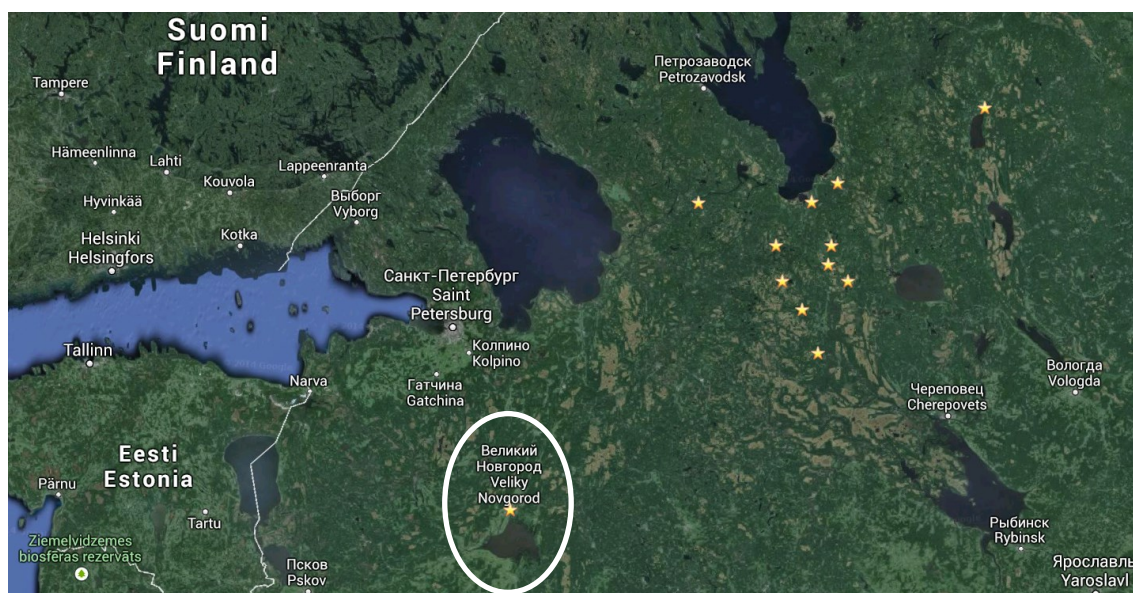 Suomi
Finland
Tampere
Hämeenlinna
Lahti
Kouvola
Lappeenranta
Hyvinkää
Выборг
Vyborg
Helsinki
Helsingfors
Kotka
Петрозаводск
Petrozavodsk
Санкт-Петербург
Saint
Petersburg
Колпино
Kolpino
Гатчина
Gatchina
Tallinn
Narva
Вологда
Vologda
Череповец
Cherepovets
Eesti
Estonia
Pärnu
Tartu
Великий
Новгород
Veliky
Novgorod
Ziemeļvidzemes
biosfēras rezervāts
Псков
Pskov
Рыбинск
Rybinsk
Ярославль
Yaroslavl